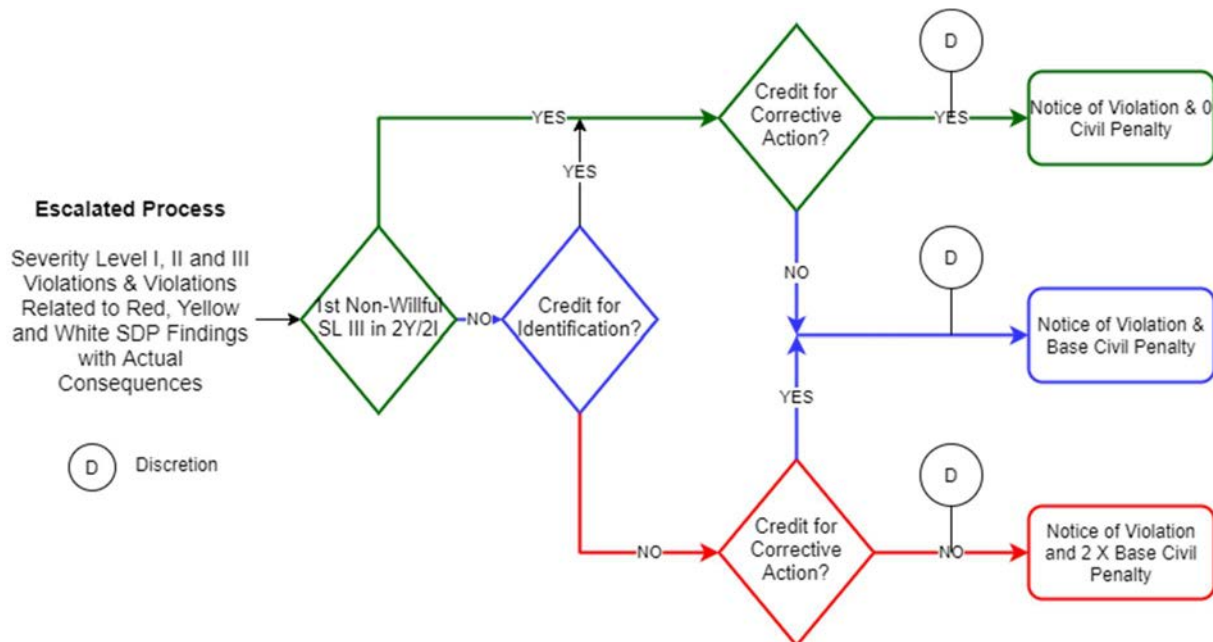 Escalated Process
Severity Level I, II and III
Violations & Violations
Related to Red, Yellow
and White SDP Findings
with Actual
Consequences
D
Discretion
1st Non-Willful
SL III in 2Y/2I
YES
NO
Credit for
Identification?
YES
NO
Credit for
Corrective
Action?
YES
D
Notice of Violation & 0
Civil Penalty
NO
D
Notice of Violation &
Base Civil Penalty
YES
Credit for
Corrective
Action?
NO
D
Notice of Violation
and 2 X Base Civil
Penalty